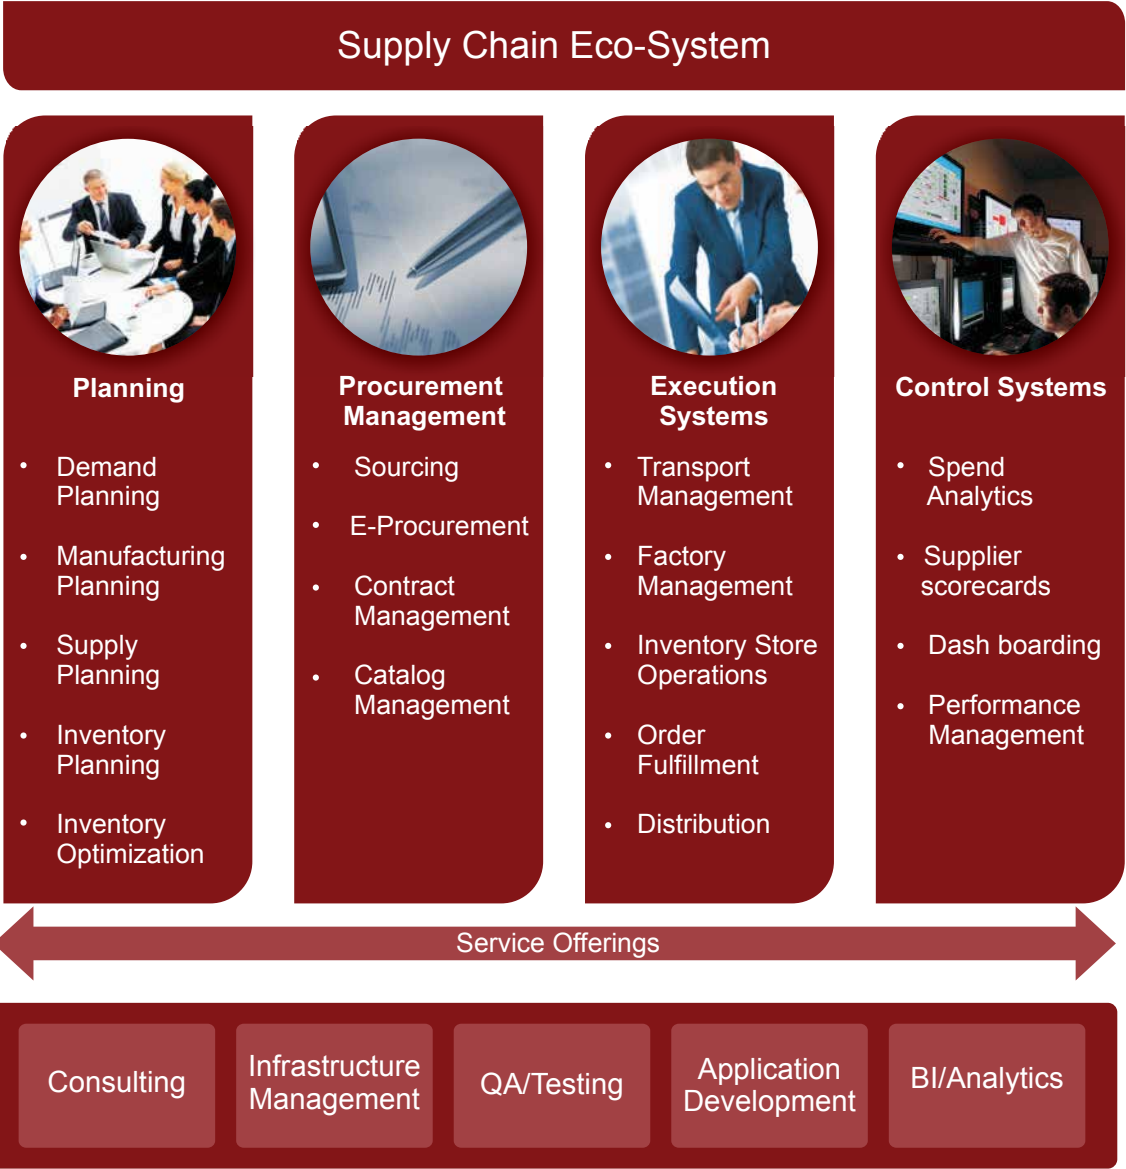 Supply Chain Eco-System
Planning
• Demand
Planning
• Manufacturing
Planning
• Supply
Planning
• Inventory
Planning
• Inventory
Optimization
Procurement
Management
• Sourcing
• E-Procurement
• Contract
Management
• Catalog
Management
Execution
Systems
• Transport
Management
• Factory
Management
• Inventory Store
Operations
• Order
Fulfillment
• Distribution
Control Systems
• Spend
Analytics
• Supplier
scorecards
• Dash boarding
• Performance
Management
Service Offerings
Consulting
Infrastructure
Management
QA/Testing
Application
Development
BI/Analytics